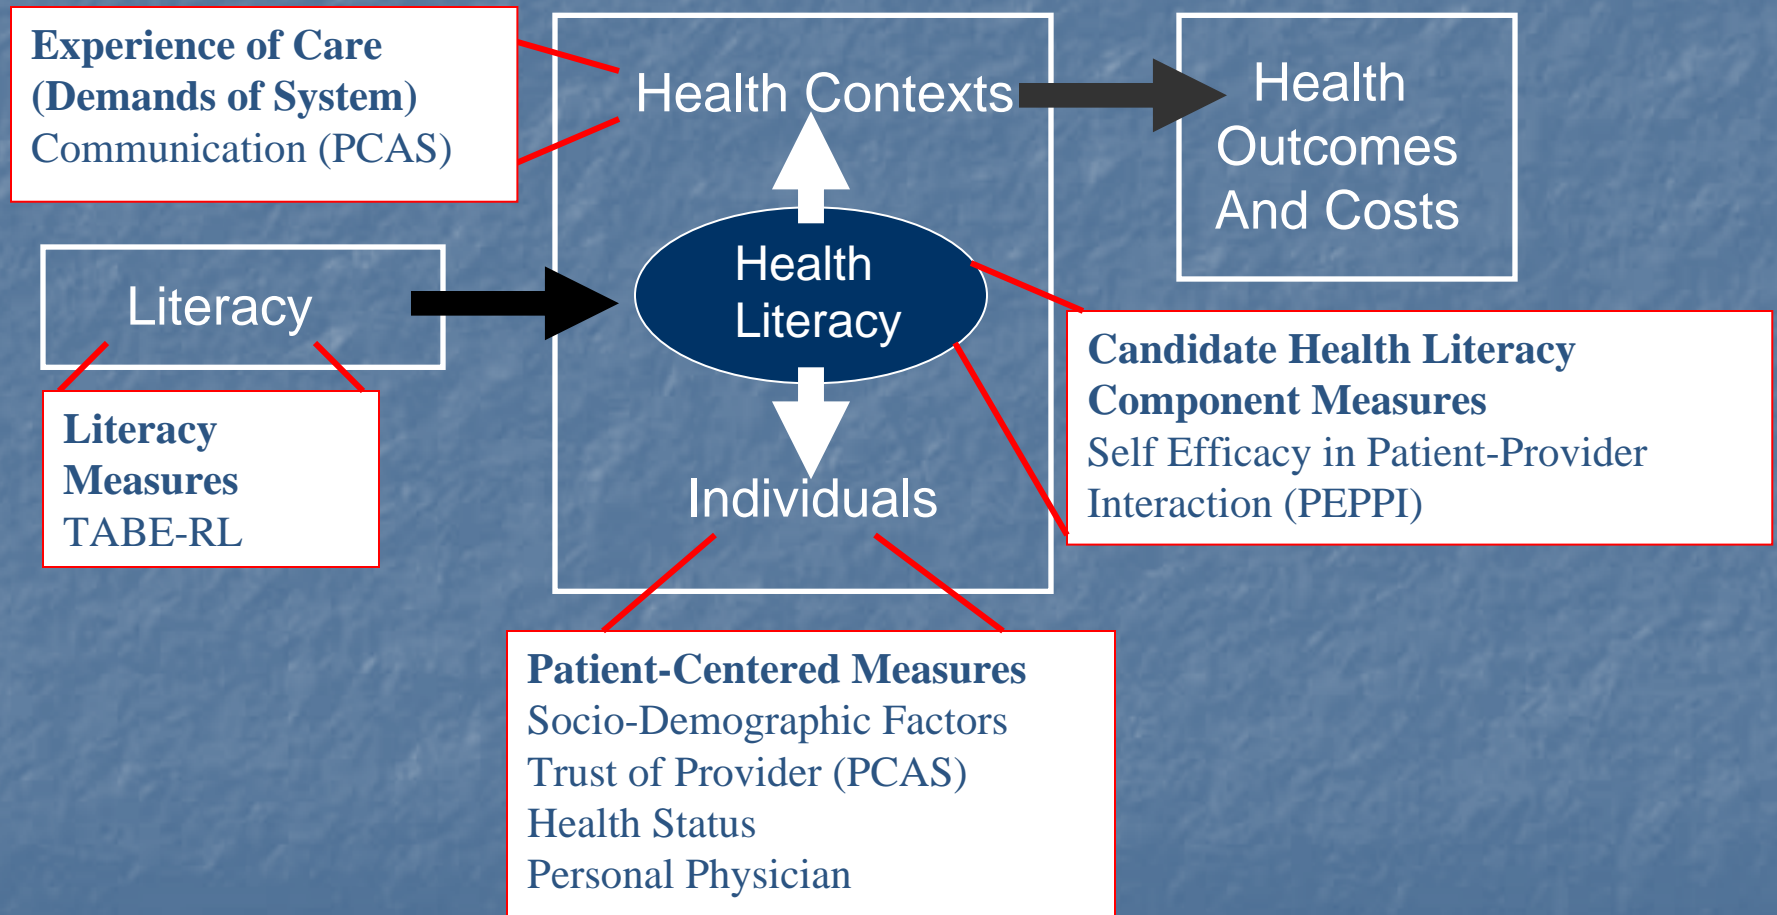 Experience of Care
(Demands of System)
Communication (PCAS)
Health Contexts
Health
Outcomes
And Costs
Literacy
Health
Literacy
Literacy
Measures
TABE-RL
Candidate Health Literacy
Component Measures
Self Efficacy in Patient-Provider
Interaction (PEPPI)
Individuals
Patient-Centered Measures
Socio-Demographic Factors
Trust of Provider (PCAS)
Health Status
Personal Physician